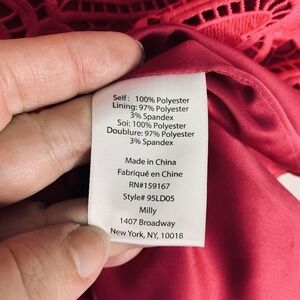 Self: 100% Polyester
Lining: 97% Polyester
3% Spandex
Soi: 100% Polyester
Doublure: 97% Polyester
3% Spandex
Made in China
Fabriqué en Chine
RN#159167
Style# 95LD05
Milly
1407 Broadway
New York, NY, 10018